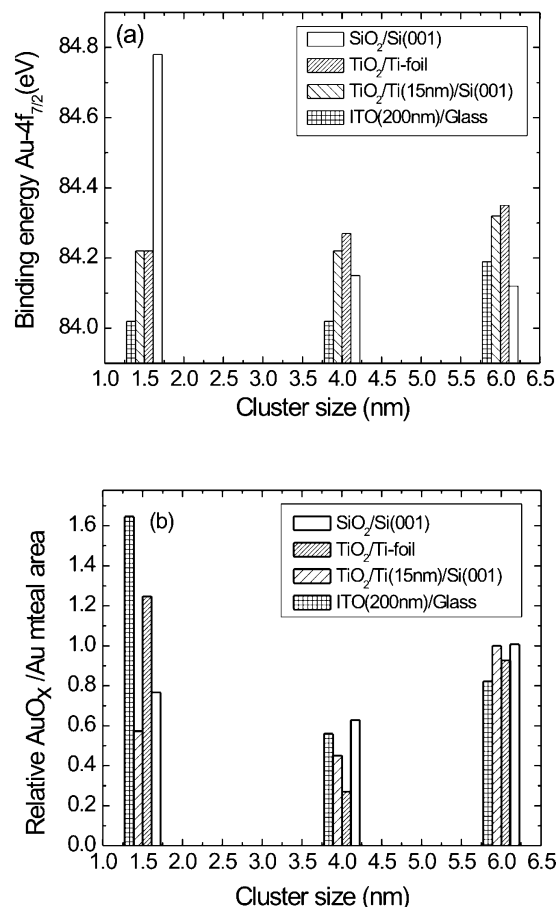 (a)
SiO2/Si(001)
TiO2/Ti-foil
TiO2/Ti(15nm)/Si(001)
ITO(200nm)/Glass
Binding energy Au-4f7/2(eV)
84.8
84.6
84.4
84.2
84.0
1.0 1.5 2.0 2.5 3.0 3.5 4.0 4.5 5.0 5.5 6.0 6.5
Cluster size (nm)
(b)
SiO2/Si(001)
TiO2/Ti-foil
TiO2/Ti(15nm)/Si(001)
ITO(200nm)/Glass
Relative AuOX /Au mteal area
1.6
1.4
1.2
1.0
0.8
0.6
0.4
0.2
0.0
1.0 1.5 2.0 2.5 3.0 3.5 4.0 4.5 5.0 5.5 6.0 6.5
Cluster size (nm)